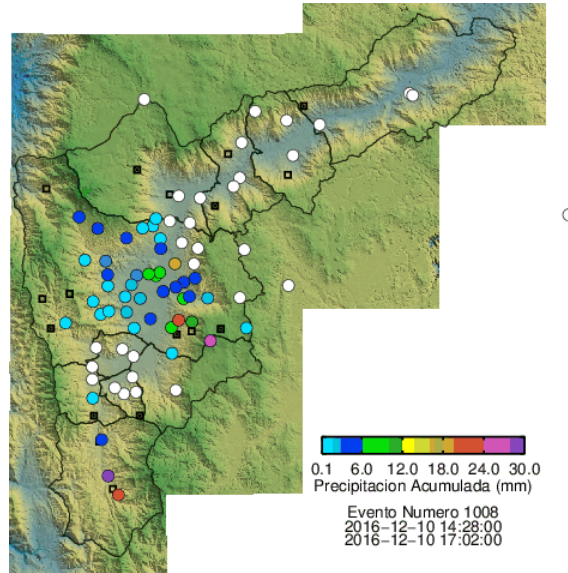 0.1 6.0 12.0 18.0 24.0 30.0
Precipitacion Acumulada (mm)
Evento Numero 1008
2016−12−10 14:28:00
2016−12−10 17:02:00